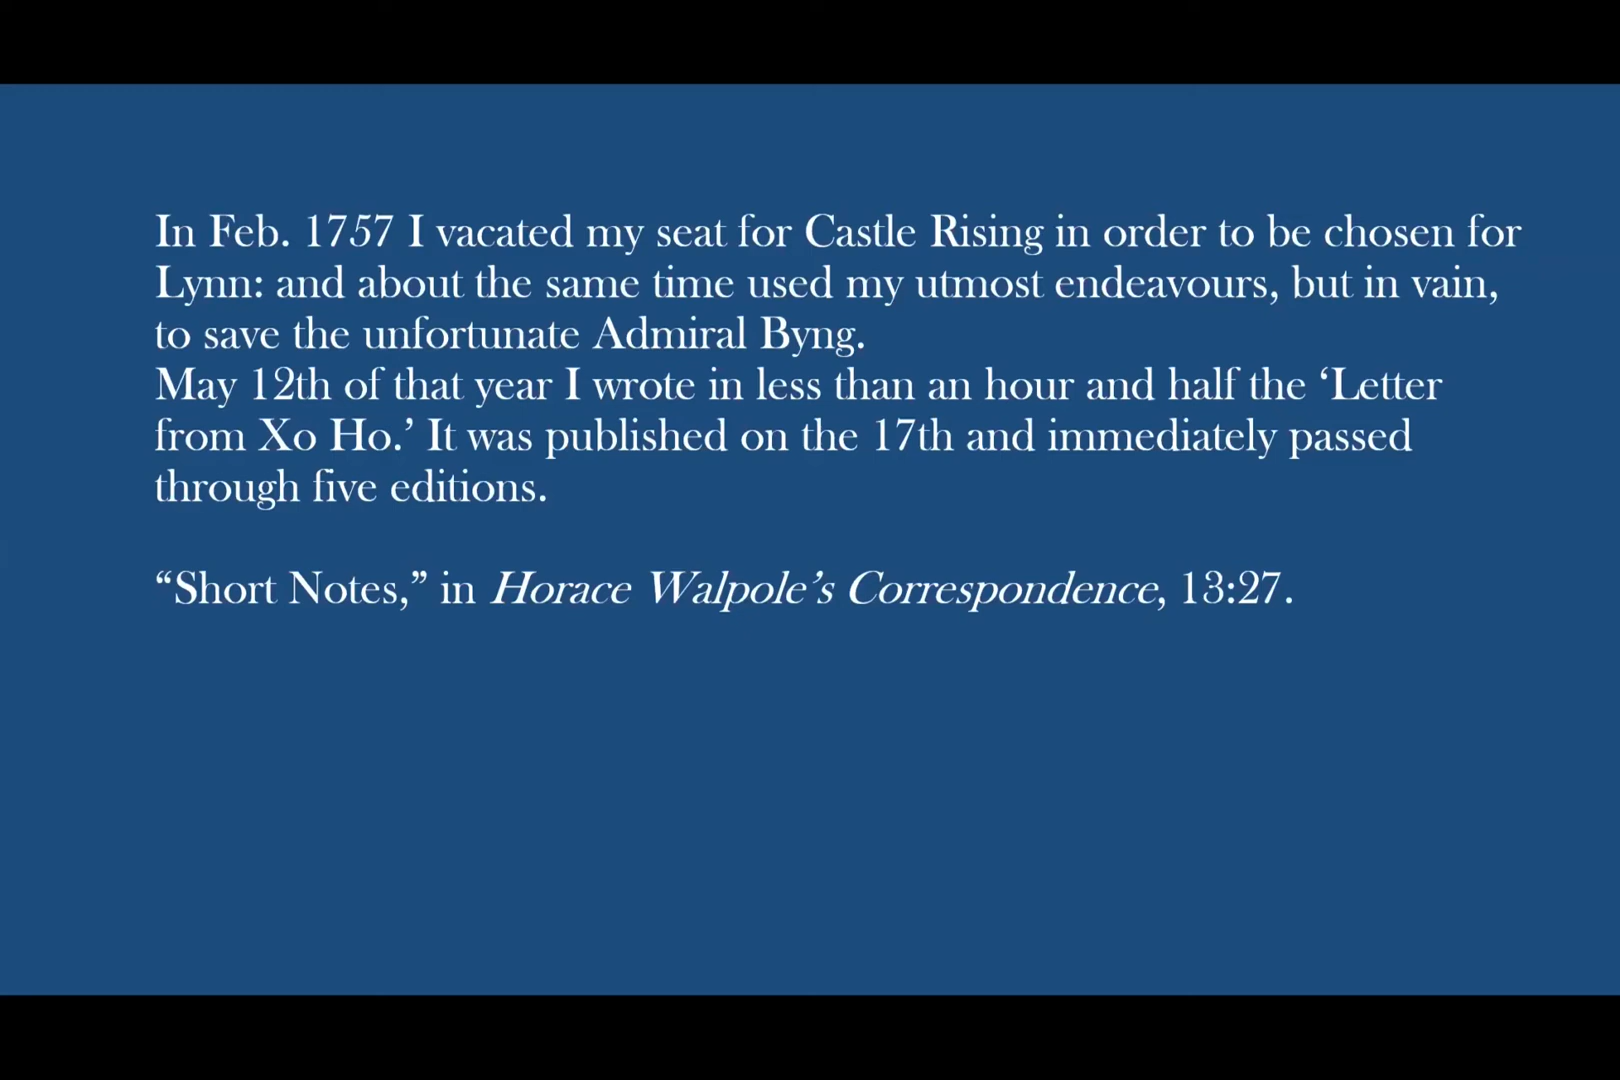 In Feb. 1757 I vacated my seat for Castle Rising in order to be chosen for
Lynn: and about the same time used my utmost endeavours, but in vain,
to save the unfortunate Admiral Byng.
May 12th of that year I wrote in less than an hour and half the ‘Letter
from Xo Ho.’ It was published on the 17th and immediately passed
through five editions.
“Short Notes,” in Horace Walpole’s Correspondence, 13:27.